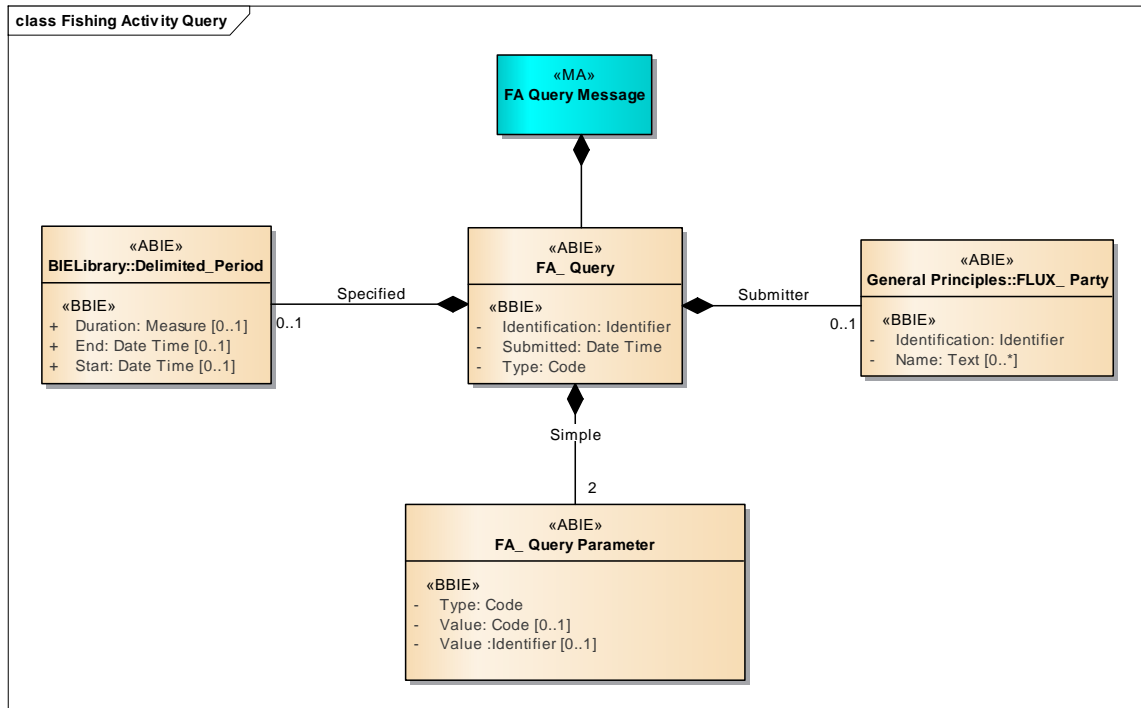 class Fishing Activity Query
«MA»
FA Query Message
«ABIE»
BIELibrary::Delimited_Period
«BBIE»
+ Duration: Measure [0..1]
+ End: Date Time [0..1]
+ Start: Date Time [0..1]
Specified
0..1
«ABIE»
FA_ Query
«BBIE»
- Identification: Identifier
- Submitted: Date Time
- Type: Code
Submitter
0..1
«ABIE»
General Principles::FLUX_ Party
«BBIE»
- Identification: Identifier
- Name: Text [0..*]
Simple
2
«ABIE»
FA_ Query Parameter
«BBIE»
- Type: Code
- Value: Code [0..1]
- Value :Identifier [0..1]